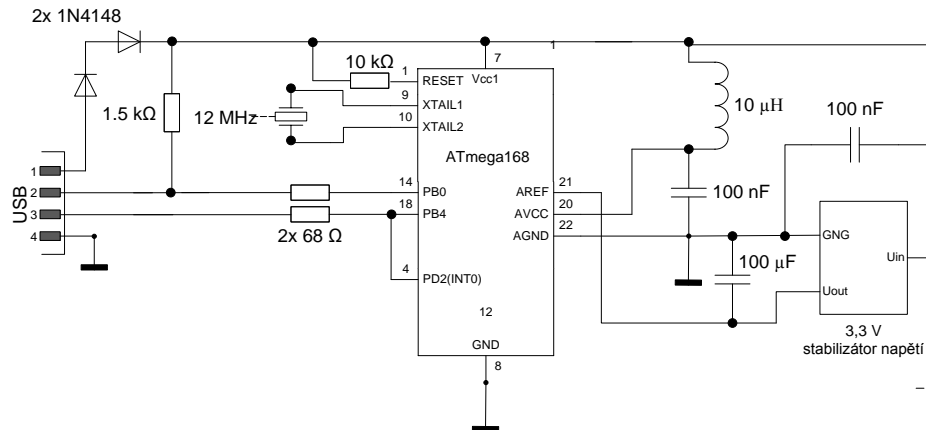 2x 1N4148
1
10 kΩ
1
RESET
7
Vcc1
9
XTAIL1
12 MHz
10
XTAIL2
1.5 kΩ
10 µH
100 nF
ATmega168
USB
1
2
3
4
14
PB0
18
PB4
2x 68 Ω
AREF
21
AVCC
20
AGND
22
100 nF
GNG
Uin
Uout
100 µF
4
PD2(INT0)
12
GND
8
3,3 V
stabilizátor napětí